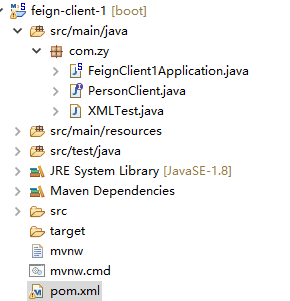 feign-client-1 [boot]
src/main/java
com.zy
FeignClient1Application.java
PersonClient.java
XMLTest.java
src/main/resources
src/test/java
JRE System Library [JavaSE-1.8]
Maven Dependencies
src
target
mvnw
mvnw.cmd
pom.xml